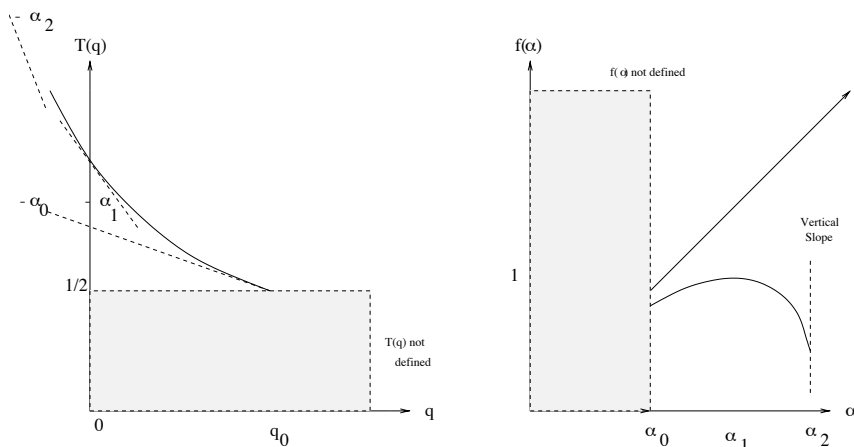 - α2
T(q)
- α0
- α1
1/2
T(q) not
defined
0
q0
q
f(α)
f(α) not defined
Vertical
Slope
1
α0
α1
α2
α